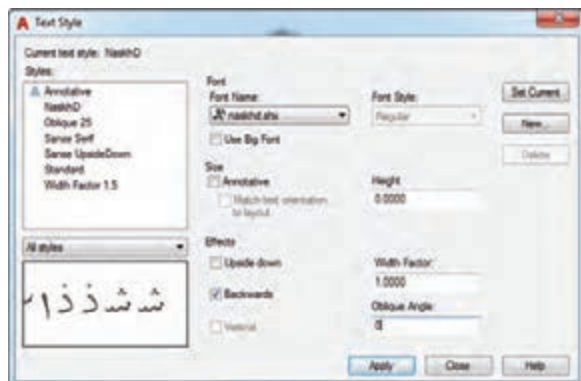 Text Style
Current text style: NaskhD
Styles:
Annotative
NaskhD
Oblique 25
Sanse Serif
Sanse UpsideDown
Standard
Width Factor 1.5
All styles
Font
Font Name:
naskhd.shx
Use Big Font
Font Style:
Regular
Size
Annotative
Match text orientation to layout
Height
0.0000
Effects
Upside down
Backwards
Vertical
Width Factor:
1.0000
Oblique Angle:
0
Set Current
New...
Delete
Apply
Close
Help